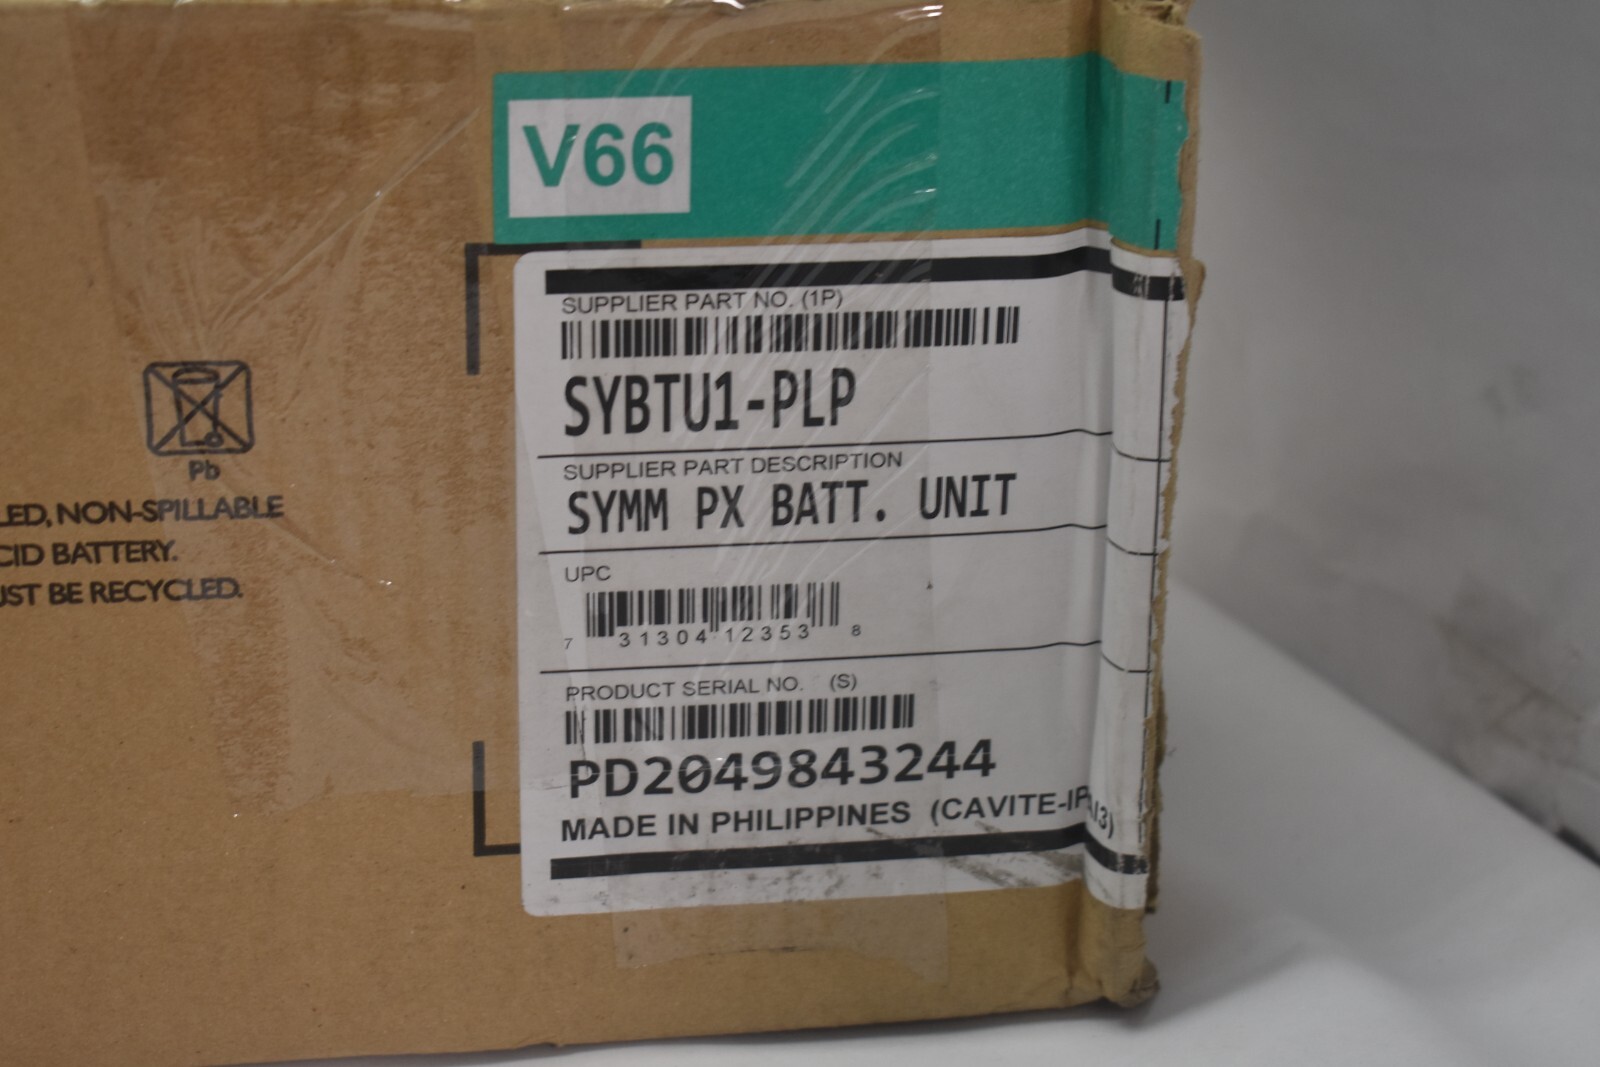 V66
SUPPLIER PART NO. (1P)
SYBTU1-PLP
SUPPLIER PART DESCRIPTION
SYMM PX BATT. UNIT
UPC
7 31304 12353 8
PRODUCT SERIAL NO. (S)
PD2049843244
MADE IN PHILIPPINES (CAVITE-
Pb
LED, NON-SPILLABLE
CID BATTERY.
UST BE RECYCLED.